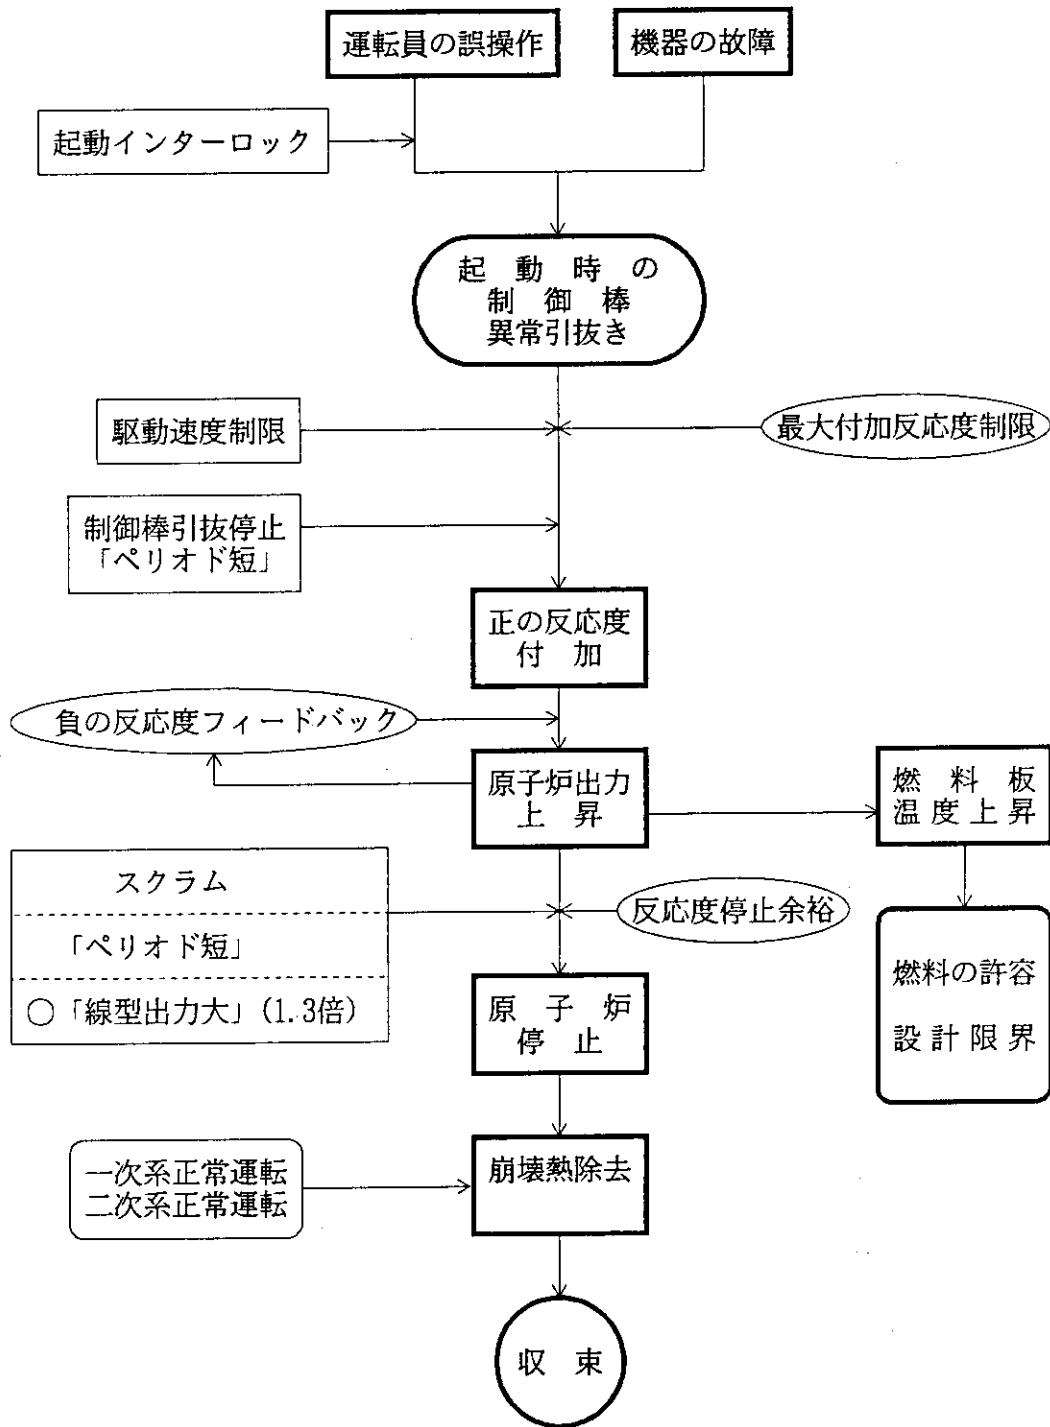 運転員の誤操作
機器の故障
起動インターロック
起動時の
制御棒
異常引抜き
駆動速度制限
最大付加反応度制限
制御棒引抜停止
「ペリオド短」
正の反応度
付加
負の反応度フィードバック
原子炉出力
上昇
燃料板
温度上昇
スクラム
「ペリオド短」
○「線型出力大」(1.3倍)
反応度停止余裕
燃料の許容
設計限界
原子炉
停止
一次系正常運転
二次系正常運転
崩壊熱除去
収束